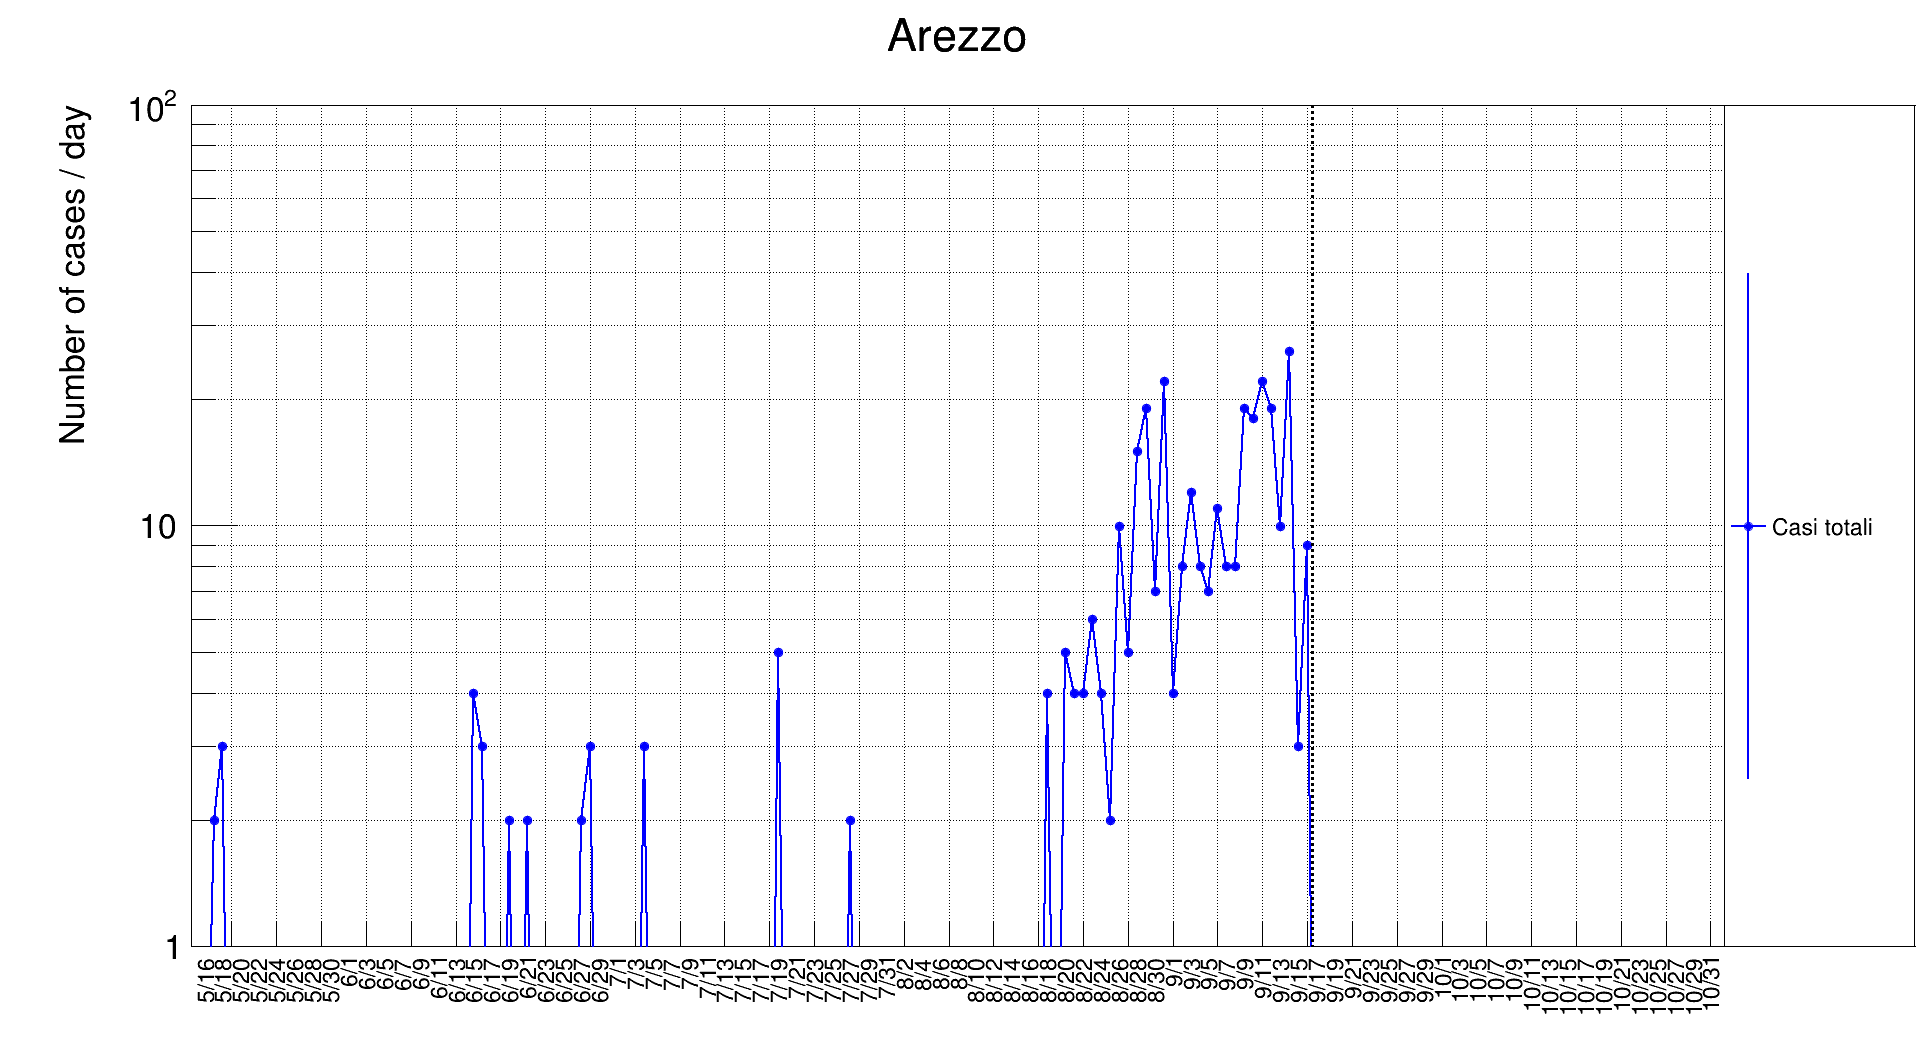 Arezzo
Number of cases / day
10²
10
1
5/16 5/18 5/20 5/22 5/24 5/26 5/28 5/30 6/1 6/3 6/5 6/7 6/9 6/11 6/13 6/15 6/17 6/19 6/21 6/23 6/25 6/27 6/29 7/1 7/3 7/5 7/7 7/9 7/11 7/13 7/15 7/17 7/19 7/21 7/23 7/25 7/27 7/29 7/31 8/2 8/4 8/6 8/8 8/10 8/12 8/14 8/16 8/18 8/20 8/22 8/24 8/26 8/28 8/30 9/1 9/3 9/5 9/7 9/9 9/11 9/13 9/15 9/17 9/19 9/21 9/23 9/25 9/27 9/29 10/1 10/3 10/5 10/7 10/9 10/11 10/13 10/15 10/17 10/19 10/21 10/23 10/25 10/27 10/29 10/31
Casi totali